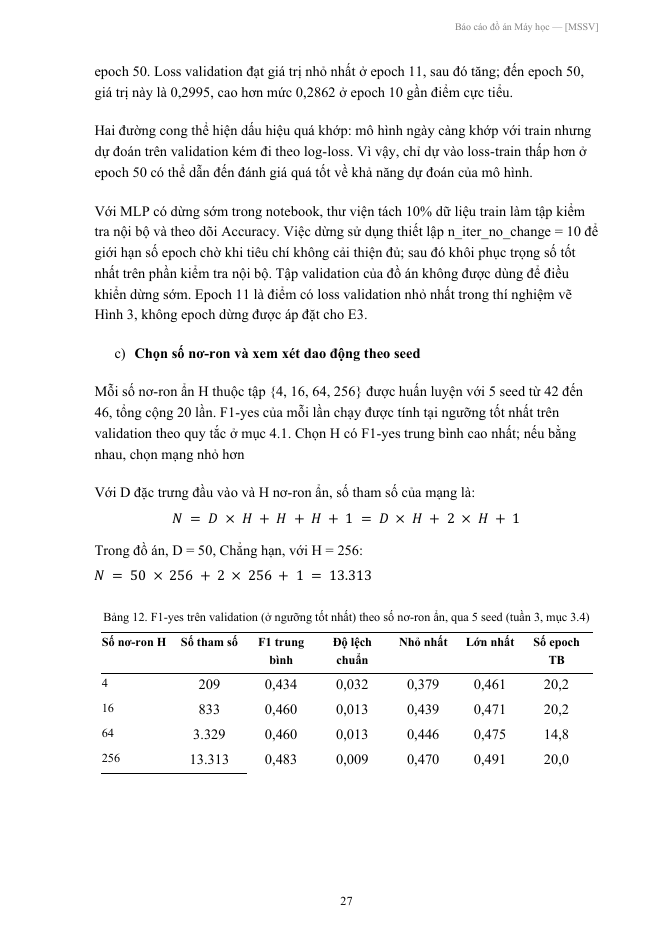 Báo cáo đồ án Máy học — [MSSV]
epoch 50. Loss validation đạt giá trị nhỏ nhất ở epoch 11, sau đó tăng; đến epoch 50,
giá trị này là 0,2995, cao hơn mức 0,2862 ở epoch 10 gần điểm cực tiểu.
Hai đường cong thể hiện dấu hiệu quá khớp: mô hình ngày càng khớp với train nhưng
dự đoán trên validation kém đi theo log-loss. Vì vậy, chỉ dự vào loss-train thấp hơn ở
epoch 50 có thể dẫn đến đánh giá quá tốt về khả năng dự đoán của mô hình.
Với MLP có dừng sớm trong notebook, thư viện tách 10% dữ liệu train làm tập kiểm
tra nội bộ và theo dõi Accuracy. Việc dừng sử dụng thiết lập n_iter_no_change = 10 để
giới hạn số epoch chờ khi tiêu chí không cải thiện đủ; sau đó khôi phục trọng số tốt
nhất trên phần kiểm tra nội bộ. Tập validation của đồ án không được dùng để điều
khiển dừng sớm. Epoch 11 là điểm có loss validation nhỏ nhất trong thí nghiệm vẽ
Hình 3, không epoch dừng được áp đặt cho E3.
c) Chọn số nơ-ron và xem xét dao động theo seed
Mỗi số nơ-ron ẩn H thuộc tập {4, 16, 64, 256} được huấn luyện với 5 seed từ 42 đến
46, tổng cộng 20 lần. F1-yes của mỗi lần chạy được tính tại ngưỡng tốt nhất trên
validation theo quy tắc ở mục 4.1. Chọn H có F1-yes trung bình cao nhất; nếu bằng
nhau, chọn mạng nhỏ hơn
Với D đặc trưng đầu vào và H nơ-ron ẩn, số tham số của mạng là:
N = D × H + H + H + 1 = D × H + 2 × H + 1
Trong đồ án, D = 50, Chẳng hạn, với H = 256:
N = 50 × 256 + 2 × 256 + 1 = 13.313
Bảng 12. F1-yes trên validation (ở ngưỡng tốt nhất) theo số nơ-ron ẩn, qua 5 seed (tuần 3, mục 3.4)
Số nơ-ron H Số tham số F1 trung bình Độ lệch chuẩn Nhỏ nhất Lớn nhất Số epoch TB
4 209 0,434 0,032 0,379 0,461 20,2
16 833 0,460 0,013 0,439 0,471 20,2
64 3.329 0,460 0,013 0,446 0,475 14,8
256 13.313 0,483 0,009 0,470 0,491 20,0
27